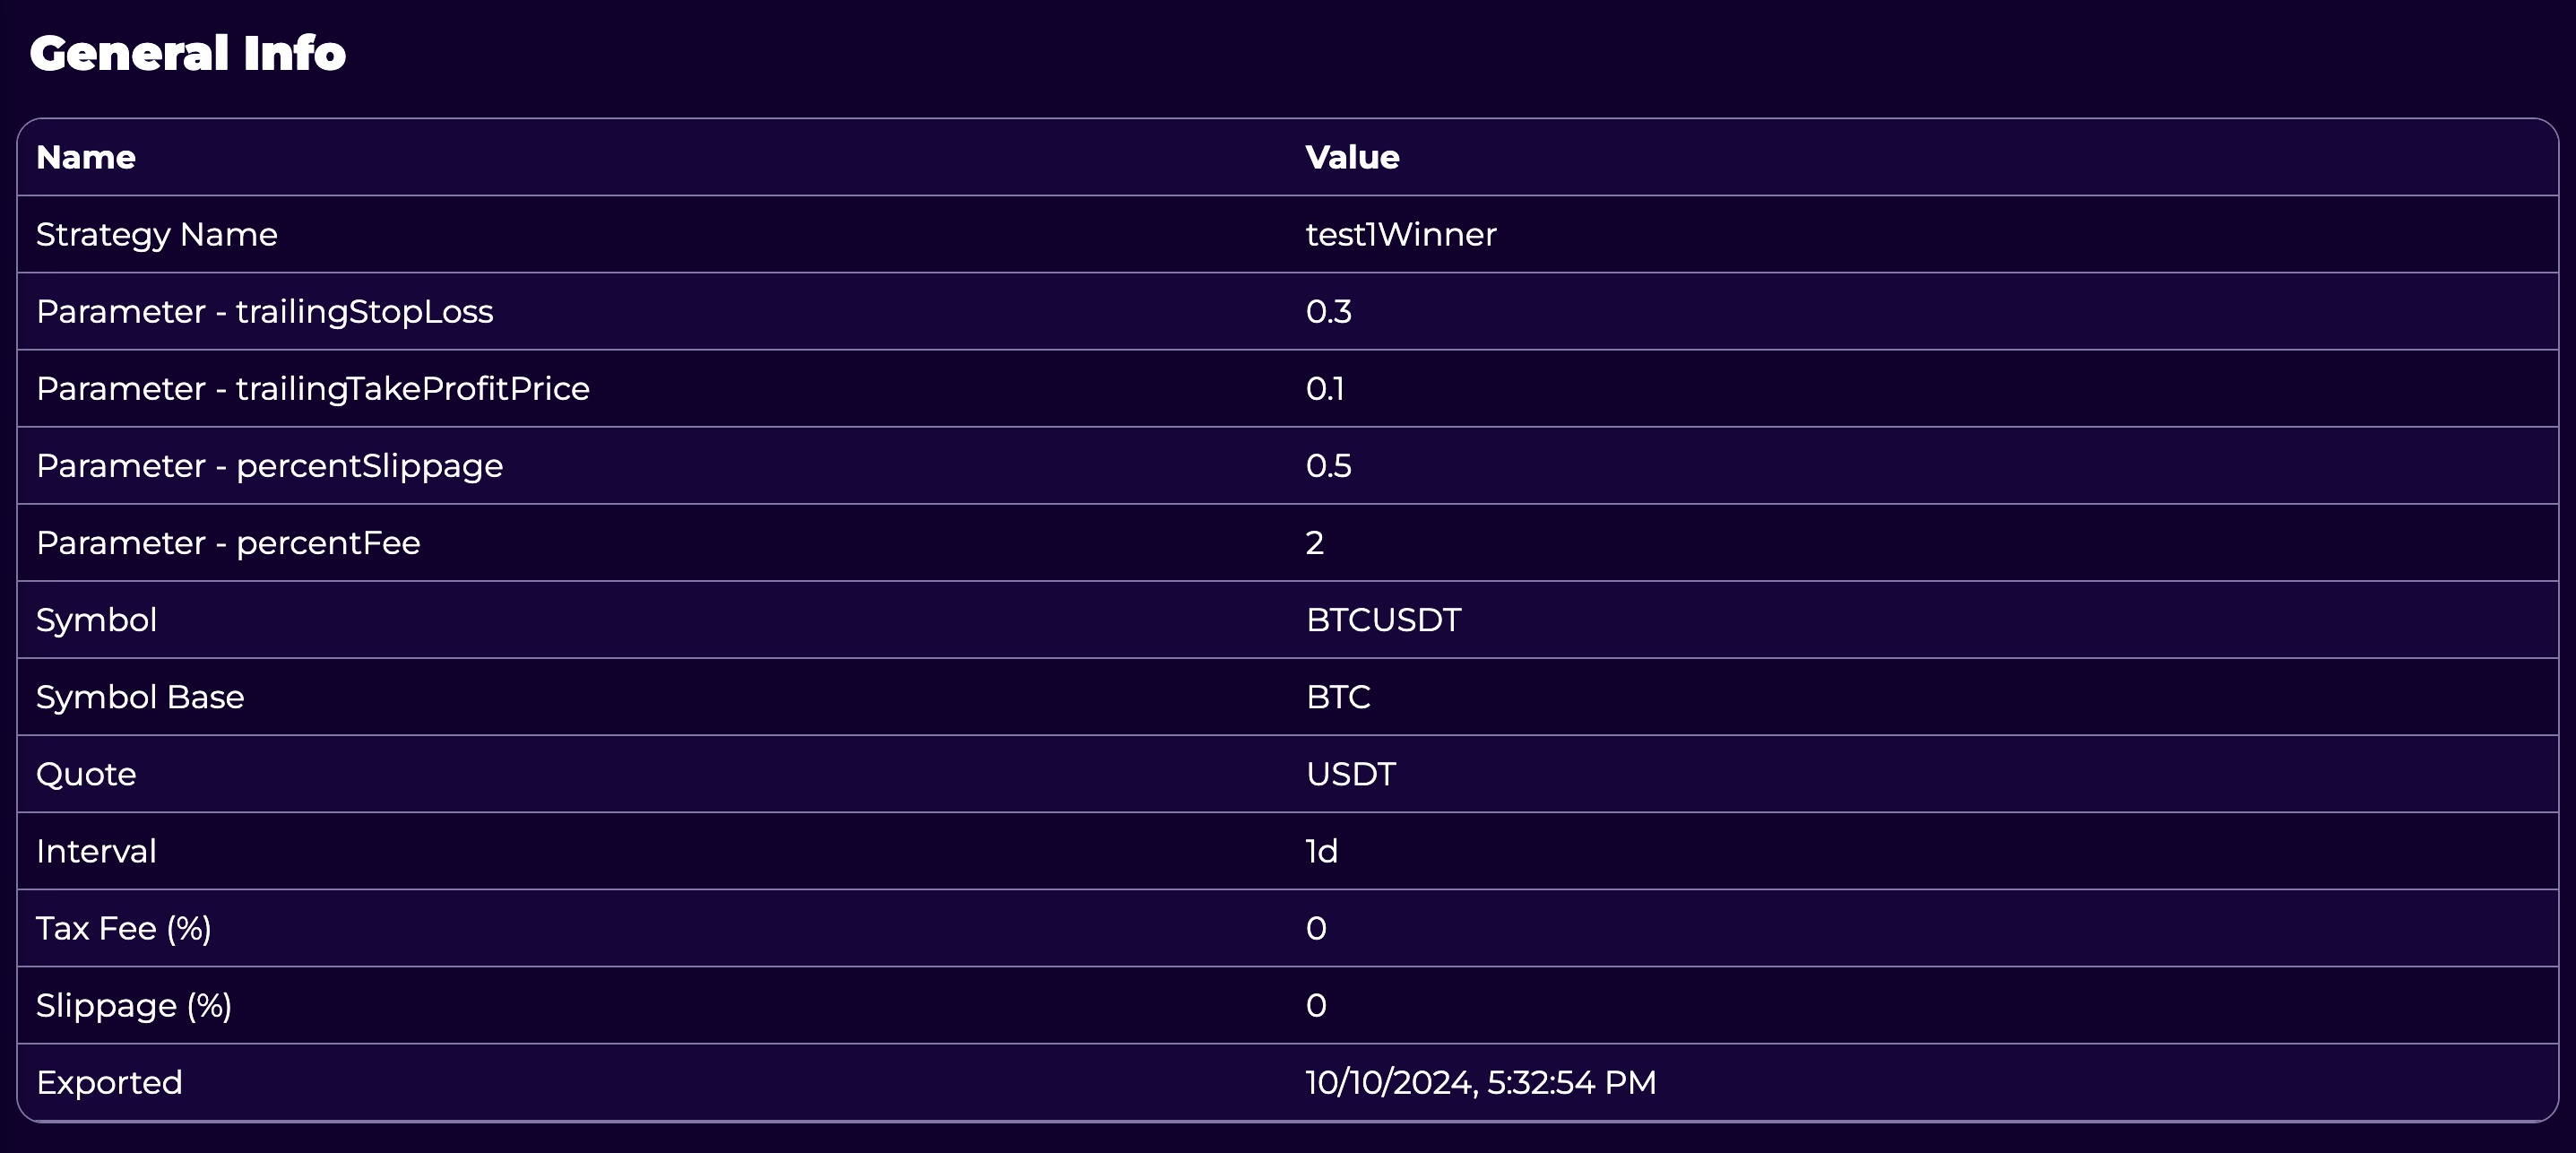 General Info
Name Value
Strategy Name test1Winner
Parameter - trailingStopLoss 0.3
Parameter - trailingTakeProfitPrice 0.1
Parameter - percentSlippage 0.5
Parameter - percentFee 2
Symbol BTCUSDT
Symbol Base BTC
Quote USDT
Interval 1d
Tax Fee (%) 0
Slippage (%) 0
Exported 10/10/2024, 5:32:54 PM